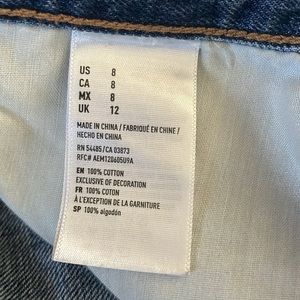 US 8
CA 8
MX 8
UK 12
MADE IN CHINA / FABRIQUÉ EN CHINE /
HECHO EN CHINA
RN 54485/CA 03873
RFC# AEM120605U9A
EN 100% COTTON
EXCLUSIVE OF DECORATION
FR 100% COTON
À L'EXCEPTION DE LA GARNITURE
SP 100% algodón